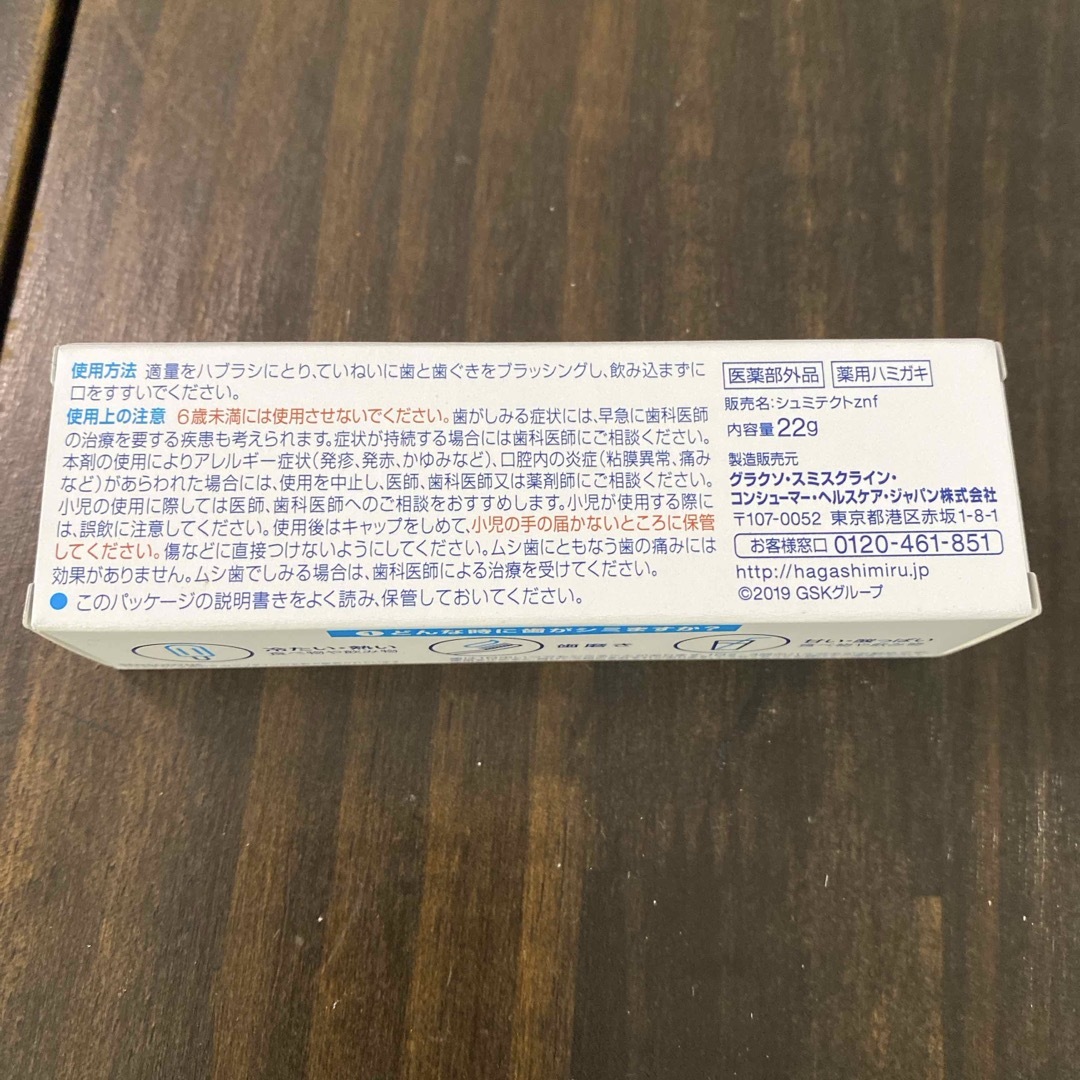 使用方法 適量をハブラシにとり、ていねいに歯と歯ぐきをブラッシングし、飲み込まずに
口をすすいでください。
使用上の注意 6歳未満には使用させないでください。歯がしみる症状には、早急に歯科医師
の治療を要する疾患も考えられます。症状が持続する場合には歯科医師にご相談ください。
本剤の使用によりアレルギー症状(発疹、発赤、かゆみなど)、口腔内の炎症(粘膜異常、痛み
など)があらわれた場合には、使用を中止し、医師、歯科医師又は薬剤師にご相談ください。
小児の使用に際しては医師、歯科医師へのご相談をおすすめします。小児が使用する際に
は、誤飲に注意してください。使用後はキャップをしめて、小児の手の届かないところに保管
してください。傷などに直接つけないようにしてください。ムシ歯にともなう歯の痛みには
効果がありません。ムシ歯でしみる場合は、歯科医師による治療を受けてください。
● このパッケージの説明書きをよく読み、保管しておいてください。
医薬部外品 薬用ハミガキ
販売名:シュミテクトznf
内容量 22g
製造販売元
グラクソ・スミスクライン・
コンシューマー・ヘルスケア・ジャパン株式会社
〒107-0052 東京都港区赤坂1-8-1
お客様窓口 0120-461-851
http://hagashimiru.jp
©2019 GSKグループ
① どんな時に歯がシミますか?
冷たい・熱い
食べ物や飲み物
歯磨き
甘い・酸っぱい